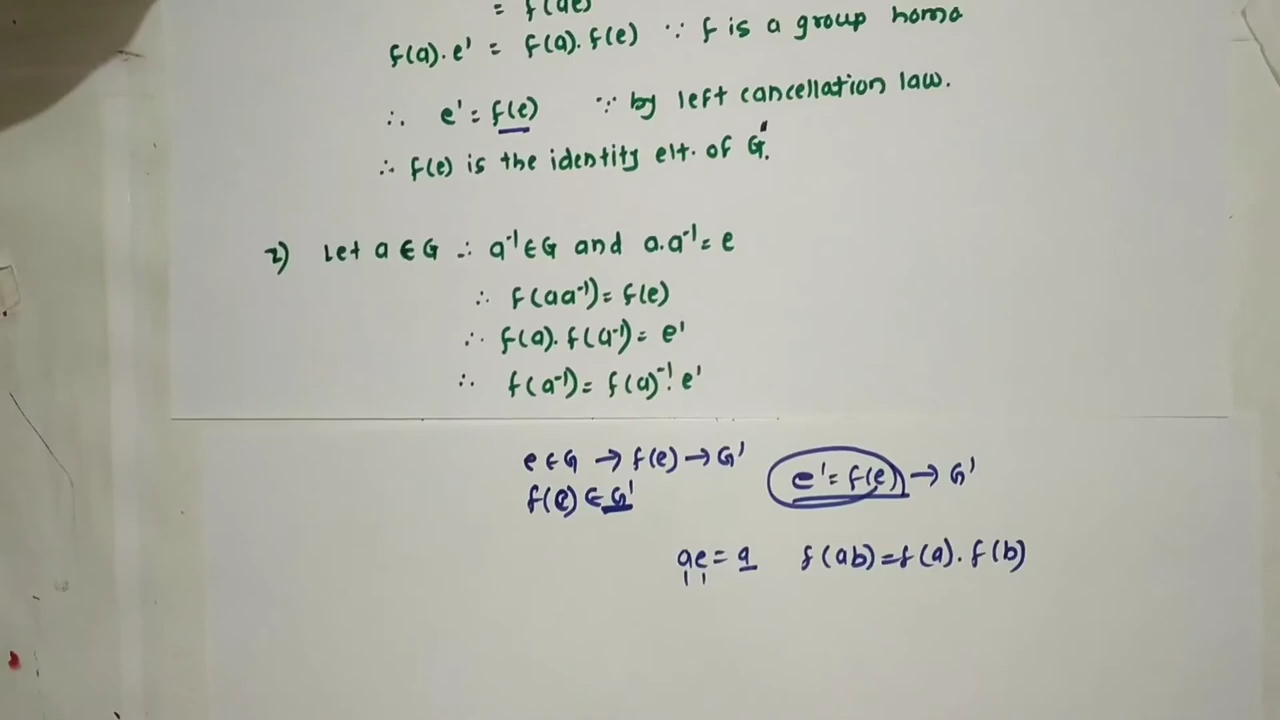 = f(ae)
f(a). e' = f(a). f(e) ∵ f is a group homo
∴ e' = f(e) ∵ by left cancellation law.
∴ f(e) is the identity elt. of G'.
2) Let a ∈ G ∴ a⁻¹ ∈ G and a.a⁻¹ = e
∴ f(aa⁻¹) = f(e)
∴ f(a). f(a⁻¹) = e'
∴ f(a⁻¹) = f(a)⁻¹. e'
e ∈ G → f(e) → G'
e' = f(e) → G'
f(e) ∈ G'
ae = a f(ab) = f(a). f(b)